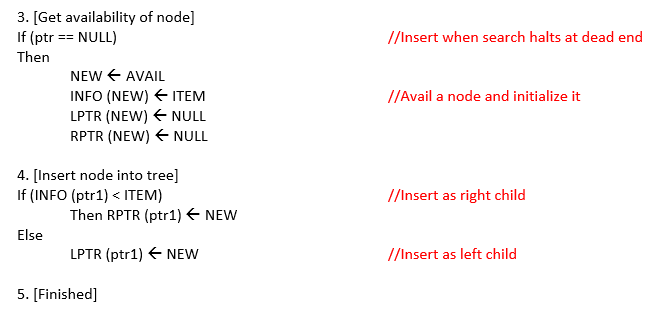 3. [Get availability of node]
If (ptr == NULL) //Insert when search halts at dead end
Then
NEW 🡨 AVAIL
INFO (NEW) 🡨 ITEM //Avail a node and initialize it
LPTR (NEW) 🡨 NULL
RPTR (NEW) 🡨 NULL
4. [Insert node into tree]
If (INFO (ptr1) < ITEM) //Insert as right child
Then RPTR (ptr1) 🡨 NEW
Else
LPTR (ptr1) 🡨 NEW //Insert as left child
5. [Finished]